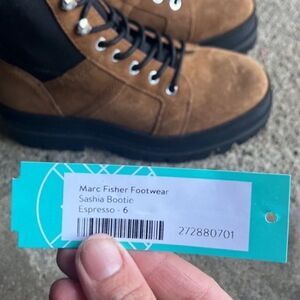 Marc Fisher Footwear
Sashia Bootie
Espresso - 6
272880701